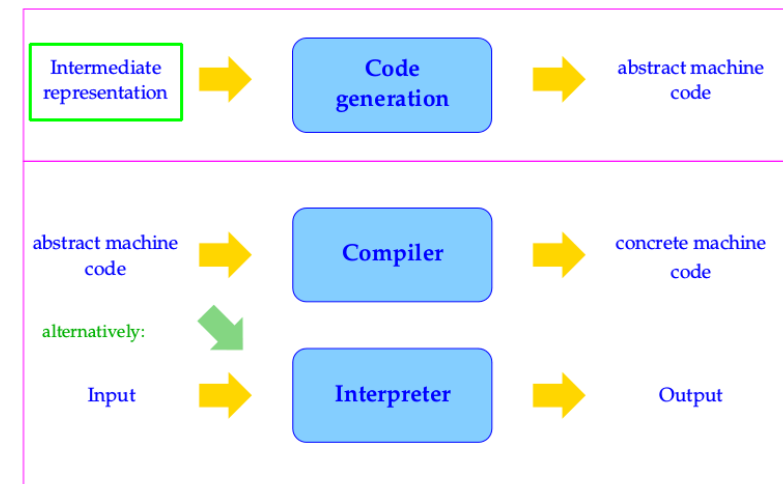 Intermediate
representation
Code
generation
abstract machine
code
abstract machine
code
Compiler
concrete machine
code
alternatively:
Input
Interpreter
Output